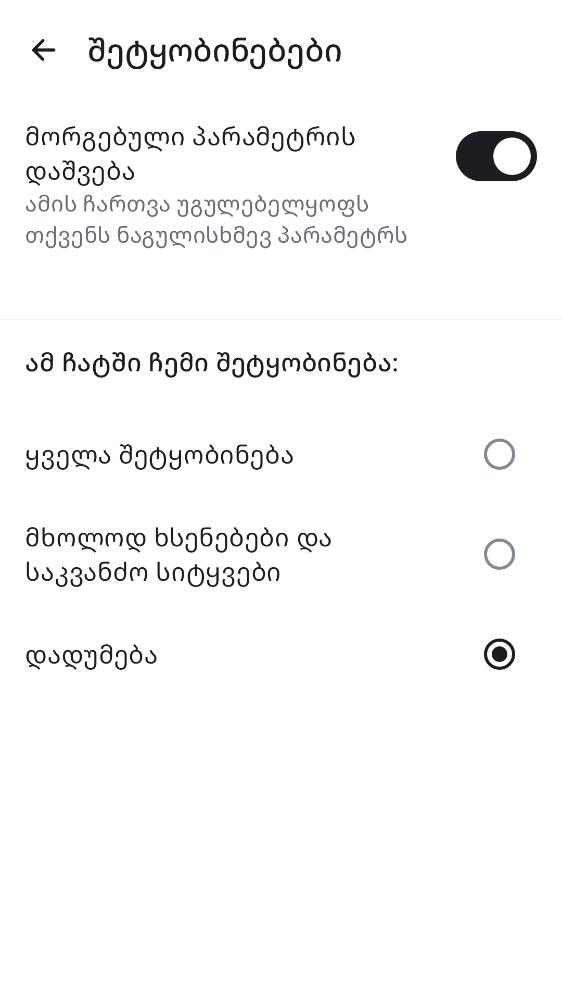 შეტყობინებები
მორგებული პარამეტრის
დაშვება
ამის ჩართვა უგულებელყოფს
თქვენს ნაგულისხმევ პარამეტრს
ამ ჩატში ჩემი შეტყობინება:
ყველა შეტყობინება
მხოლოდ ხსენებები და
საკვანძო სიტყვები
დადუმება